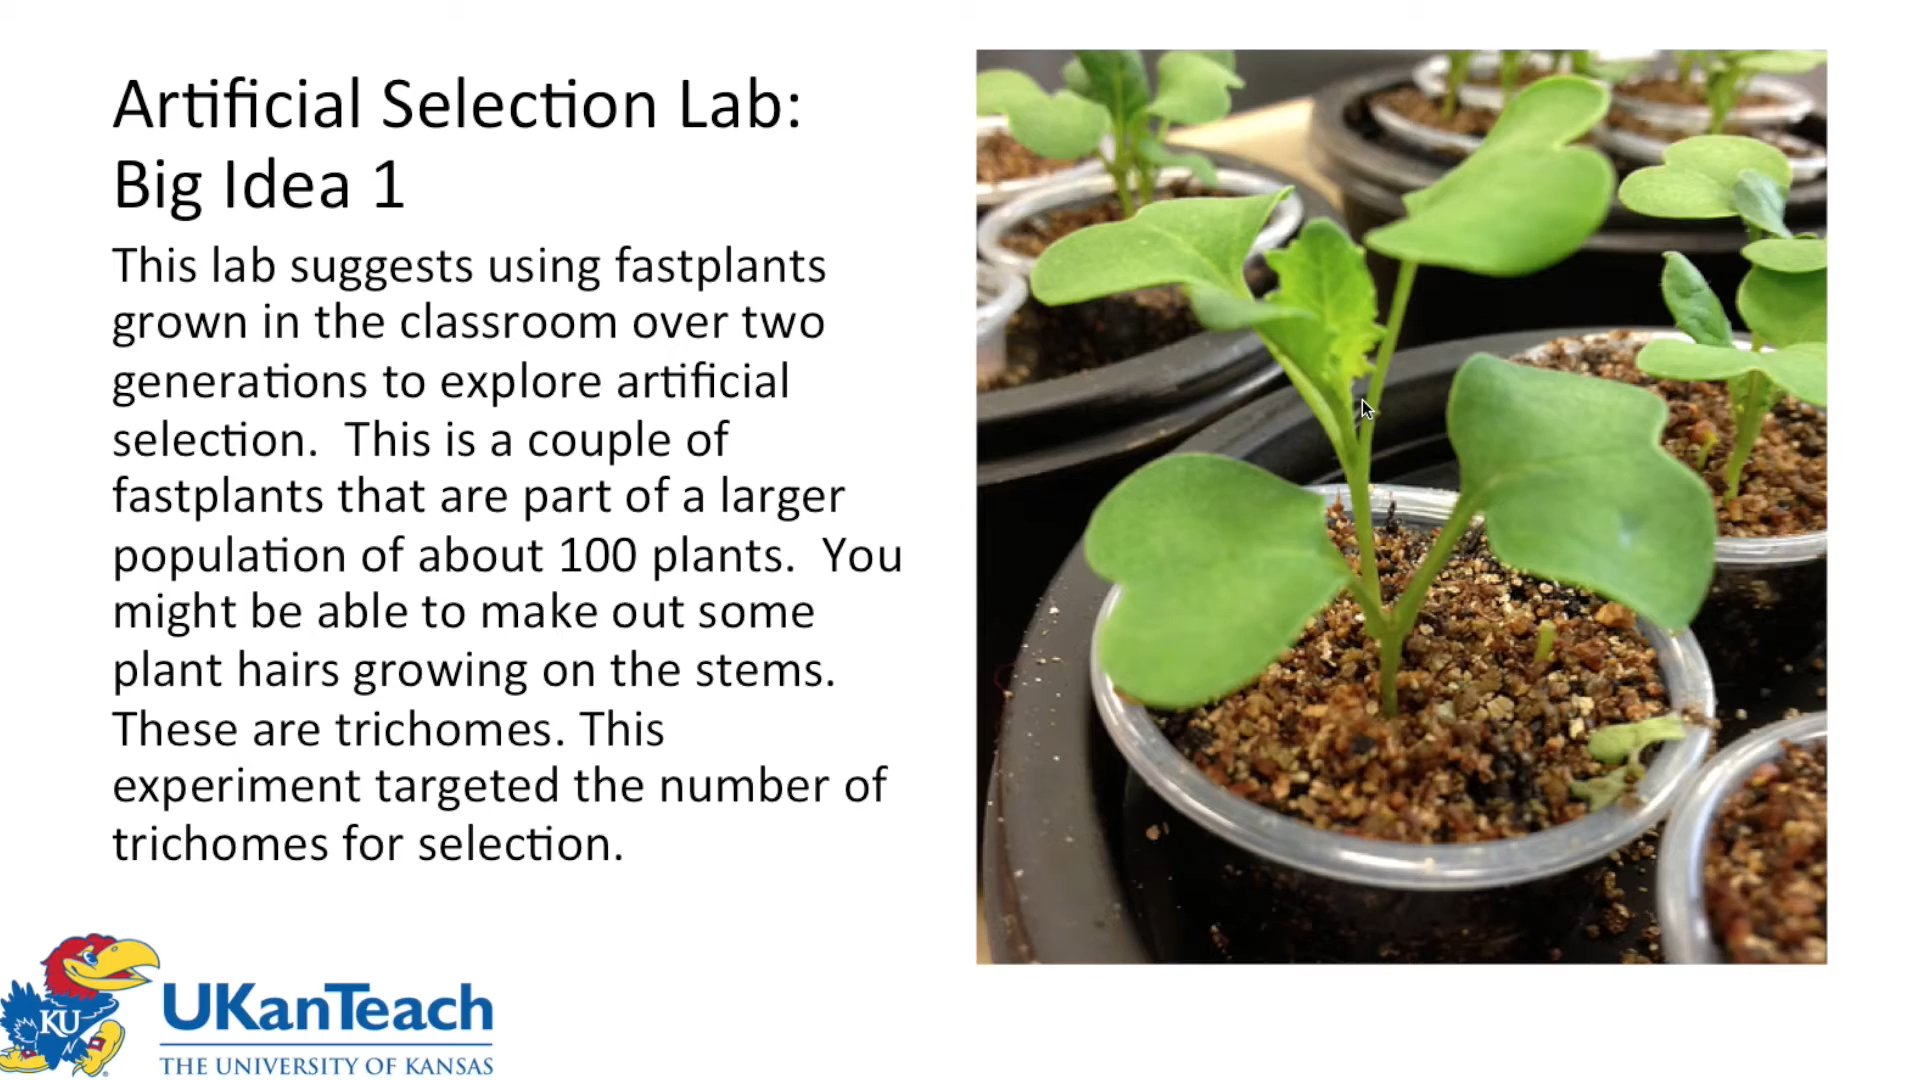 Artificial Selection Lab:
Big Idea 1
This lab suggests using fastplants
grown in the classroom over two
generations to explore artificial
selection.  This is a couple of
fastplants that are part of a larger
population of about 100 plants.  You
might be able to make out some
plant hairs growing on the stems.
These are trichomes. This
experiment targeted the number of
trichomes for selection.
KU
UKanTeach
THE UNIVERSITY OF KANSAS